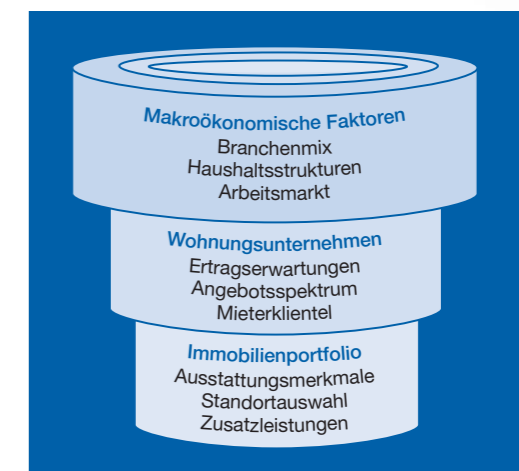 Makroökonomische Faktoren
Branchenmix
Haushaltsstrukturen
Arbeitsmarkt
Wohnungsunternehmen
Ertragserwartungen
Angebotsspektrum
Mieterklientel
Immobilienportfolio
Ausstattungsmerkmale
Standortauswahl
Zusatzleistungen